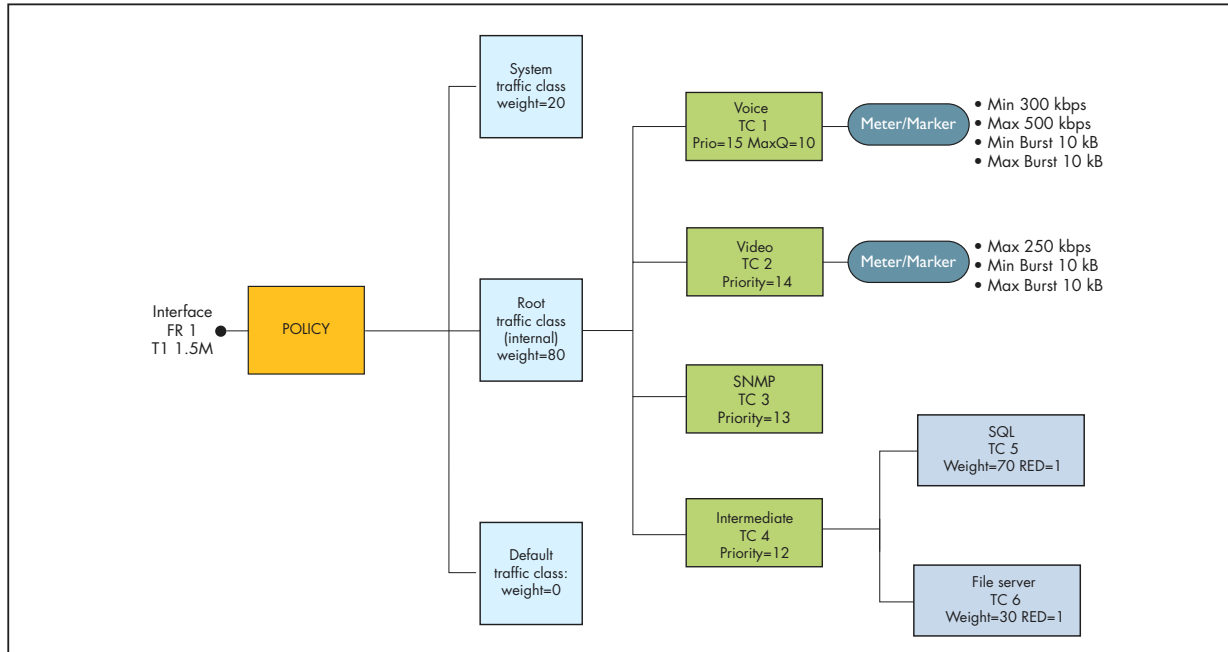 System
traffic class
weight=20
Voice
TC 1
Prio=15 MaxQ=10
Meter/Marker
• Min 300 kbps
• Max 500 kbps
• Min Burst 10 kB
• Max Burst 10 kB
Video
TC 2
Priority=14
Meter/Marker
• Max 250 kbps
• Min Burst 10 kB
• Max Burst 10 kB
Interface
FR 1
T1 1.5M
POLICY
Root
traffic class
(internal)
weight=80
SNMP
TC 3
Priority=13
SQL
TC 5
Weight=70 RED=1
Intermediate
TC 4
Priority=12
Default
traffic class:
weight=0
File server
TC 6
Weight=30 RED=1